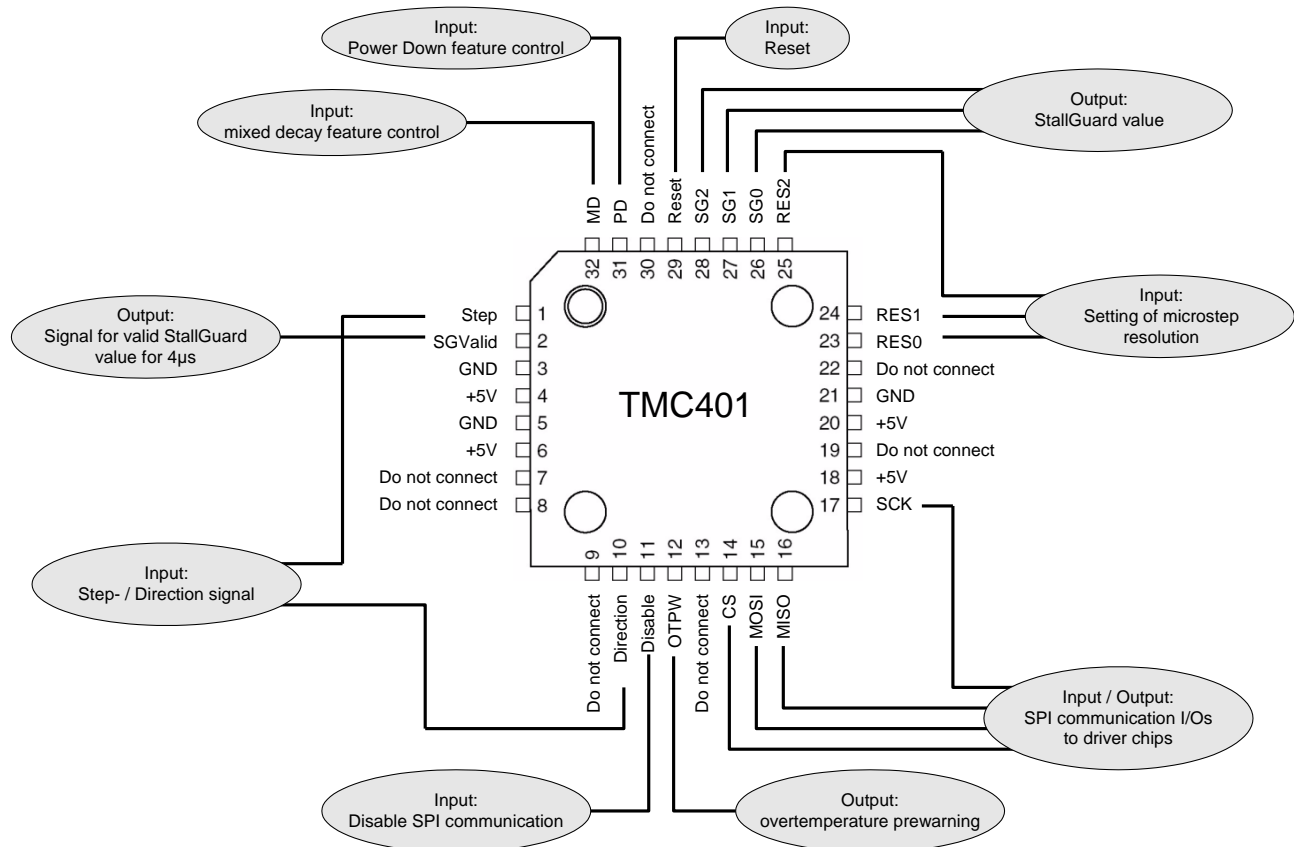 Input:
Power Down feature control
Input:
Reset
Input:
mixed decay feature control
Output:
StallGuard value
MD
PD
Do not connect
Reset
SG2
SG1
SG0
RES2
32
31
30
29
28
27
26
25
Output:
Signal for valid StallGuard
value for 4µs
Step
SGValid
GND
+5V
GND
+5V
Do not connect
Do not connect
1
2
3
4
5
6
7
8
TMC401
24
23
22
21
20
19
18
17
RES1
RES0
Do not connect
GND
+5V
Do not connect
+5V
SCK
Input:
Setting of microstep
resolution
9
10
11
12
13
14
15
16
Do not connect
Direction
Disable
OTPW
Do not connect
CS
MOSI
MISO
Input:
Step- / Direction signal
Input / Output:
SPI communication I/Os
to driver chips
Input:
Disable SPI communication
Output:
overtemperature prewarning